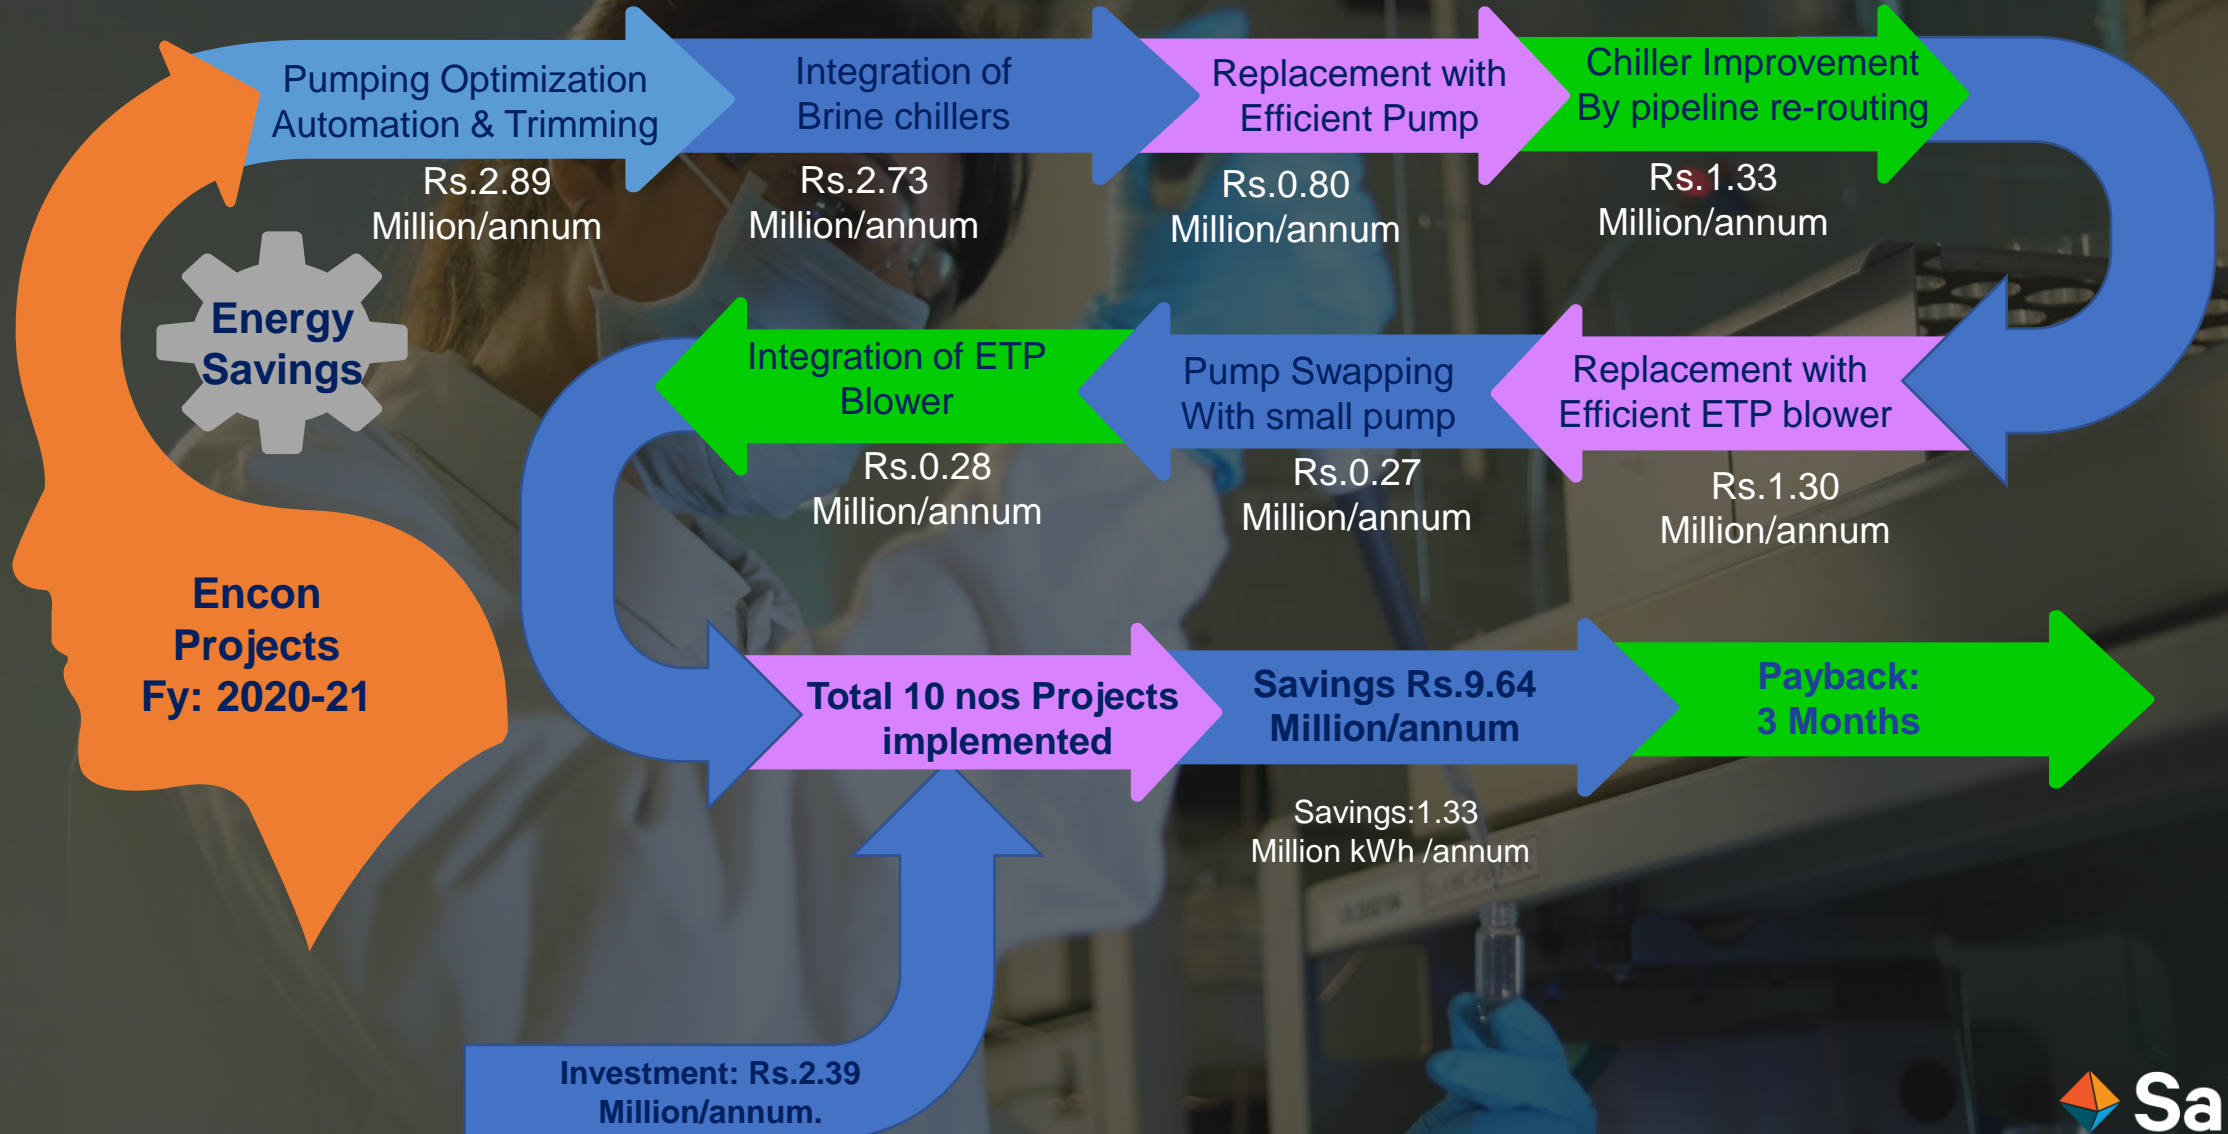 Pumping Optimization
Automation & Trimming
Rs.2.89
Million/annum
Integration of
Brine chillers
Rs.2.73
Million/annum
Replacement with
Efficient Pump
Rs.0.80
Million/annum
Chiller Improvement
By pipeline re-routing
Rs.1.33
Million/annum
Energy
Savings
Replacement with
Efficient ETP blower
Rs.1.30
Million/annum
Pump Swapping
With small pump
Rs.0.27
Million/annum
Integration of ETP
Blower
Rs.0.28
Million/annum
Encon
Projects
Fy: 2020-21
Total 10 nos Projects
implemented
Savings Rs.9.64
Million/annum
Savings:1.33
Million kWh /annum
Payback:
3 Months
Investment: Rs.2.39
Million/annum.
Sa